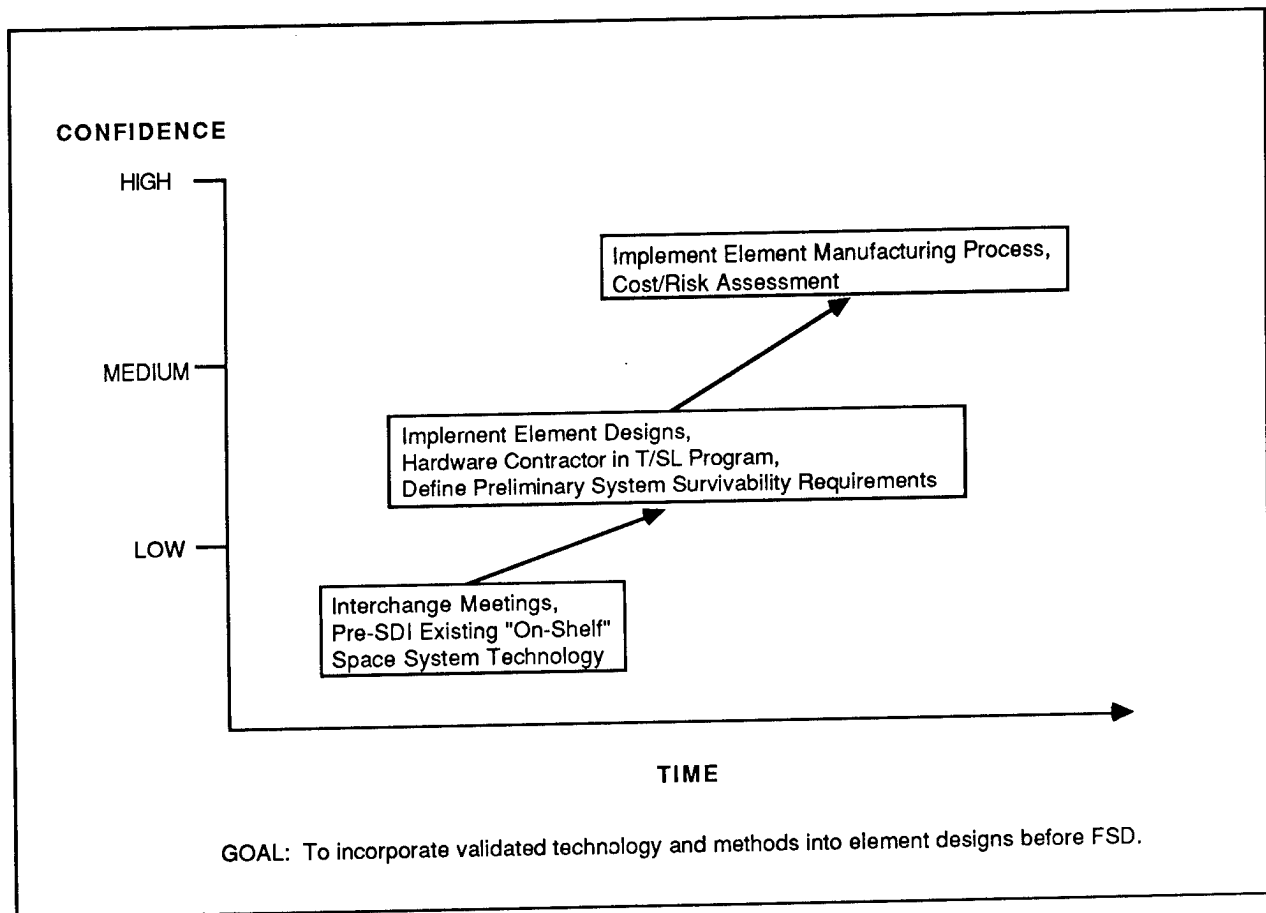 CONFIDENCE
HIGH
Implement Element Manufacturing Process,
Cost/Risk Assessment
MEDIUM
Implement Element Designs,
Hardware Contractor in T/SL Program,
Define Preliminary System Survivability Requirements
LOW
Interchange Meetings,
Pre-SDI Existing "On-Shelf"
Space System Technology
TIME
GOAL: To incorporate validated technology and methods into element designs before FSD.